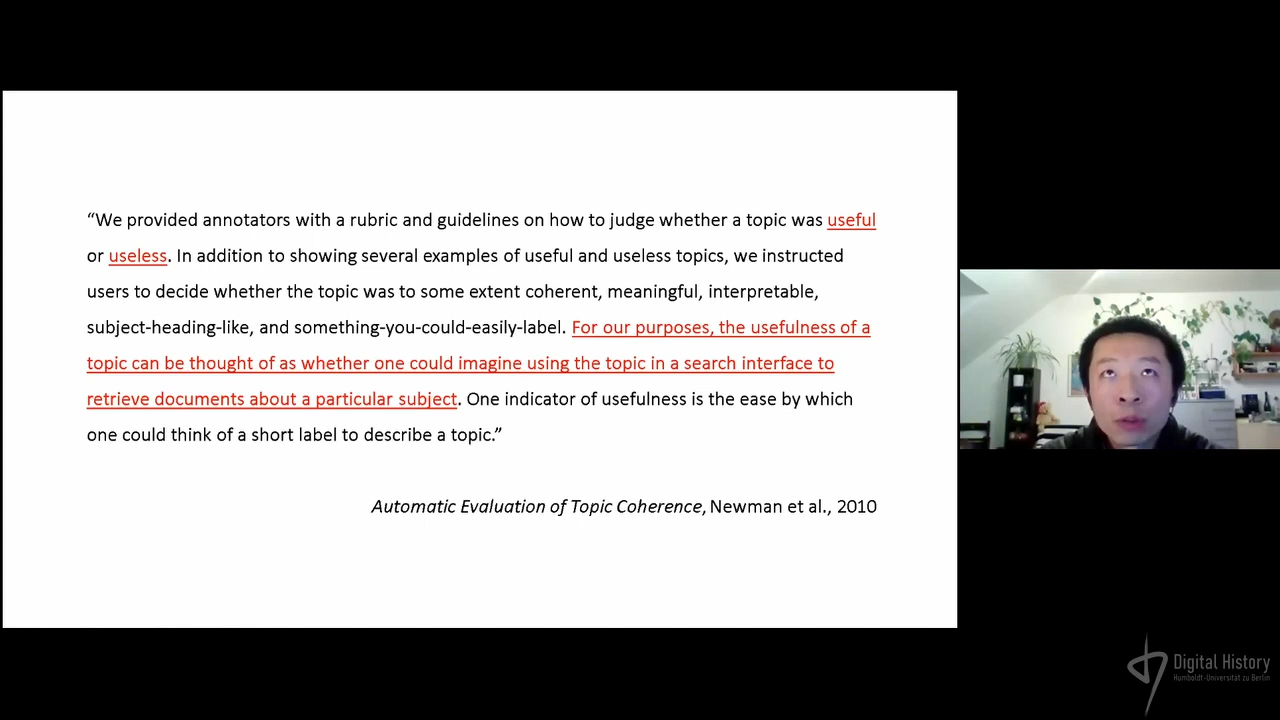 “We provided annotators with a rubric and guidelines on how to judge whether a topic was useful
or useless. In addition to showing several examples of useful and useless topics, we instructed
users to decide whether the topic was to some extent coherent, meaningful, interpretable,
subject-heading-like, and something-you-could-easily-label. For our purposes, the usefulness of a
topic can be thought of as whether one could imagine using the topic in a search interface to
retrieve documents about a particular subject. One indicator of usefulness is the ease by which
one could think of a short label to describe a topic.”
Automatic Evaluation of Topic Coherence, Newman et al., 2010
Digital History
Humboldt-Universität zu Berlin